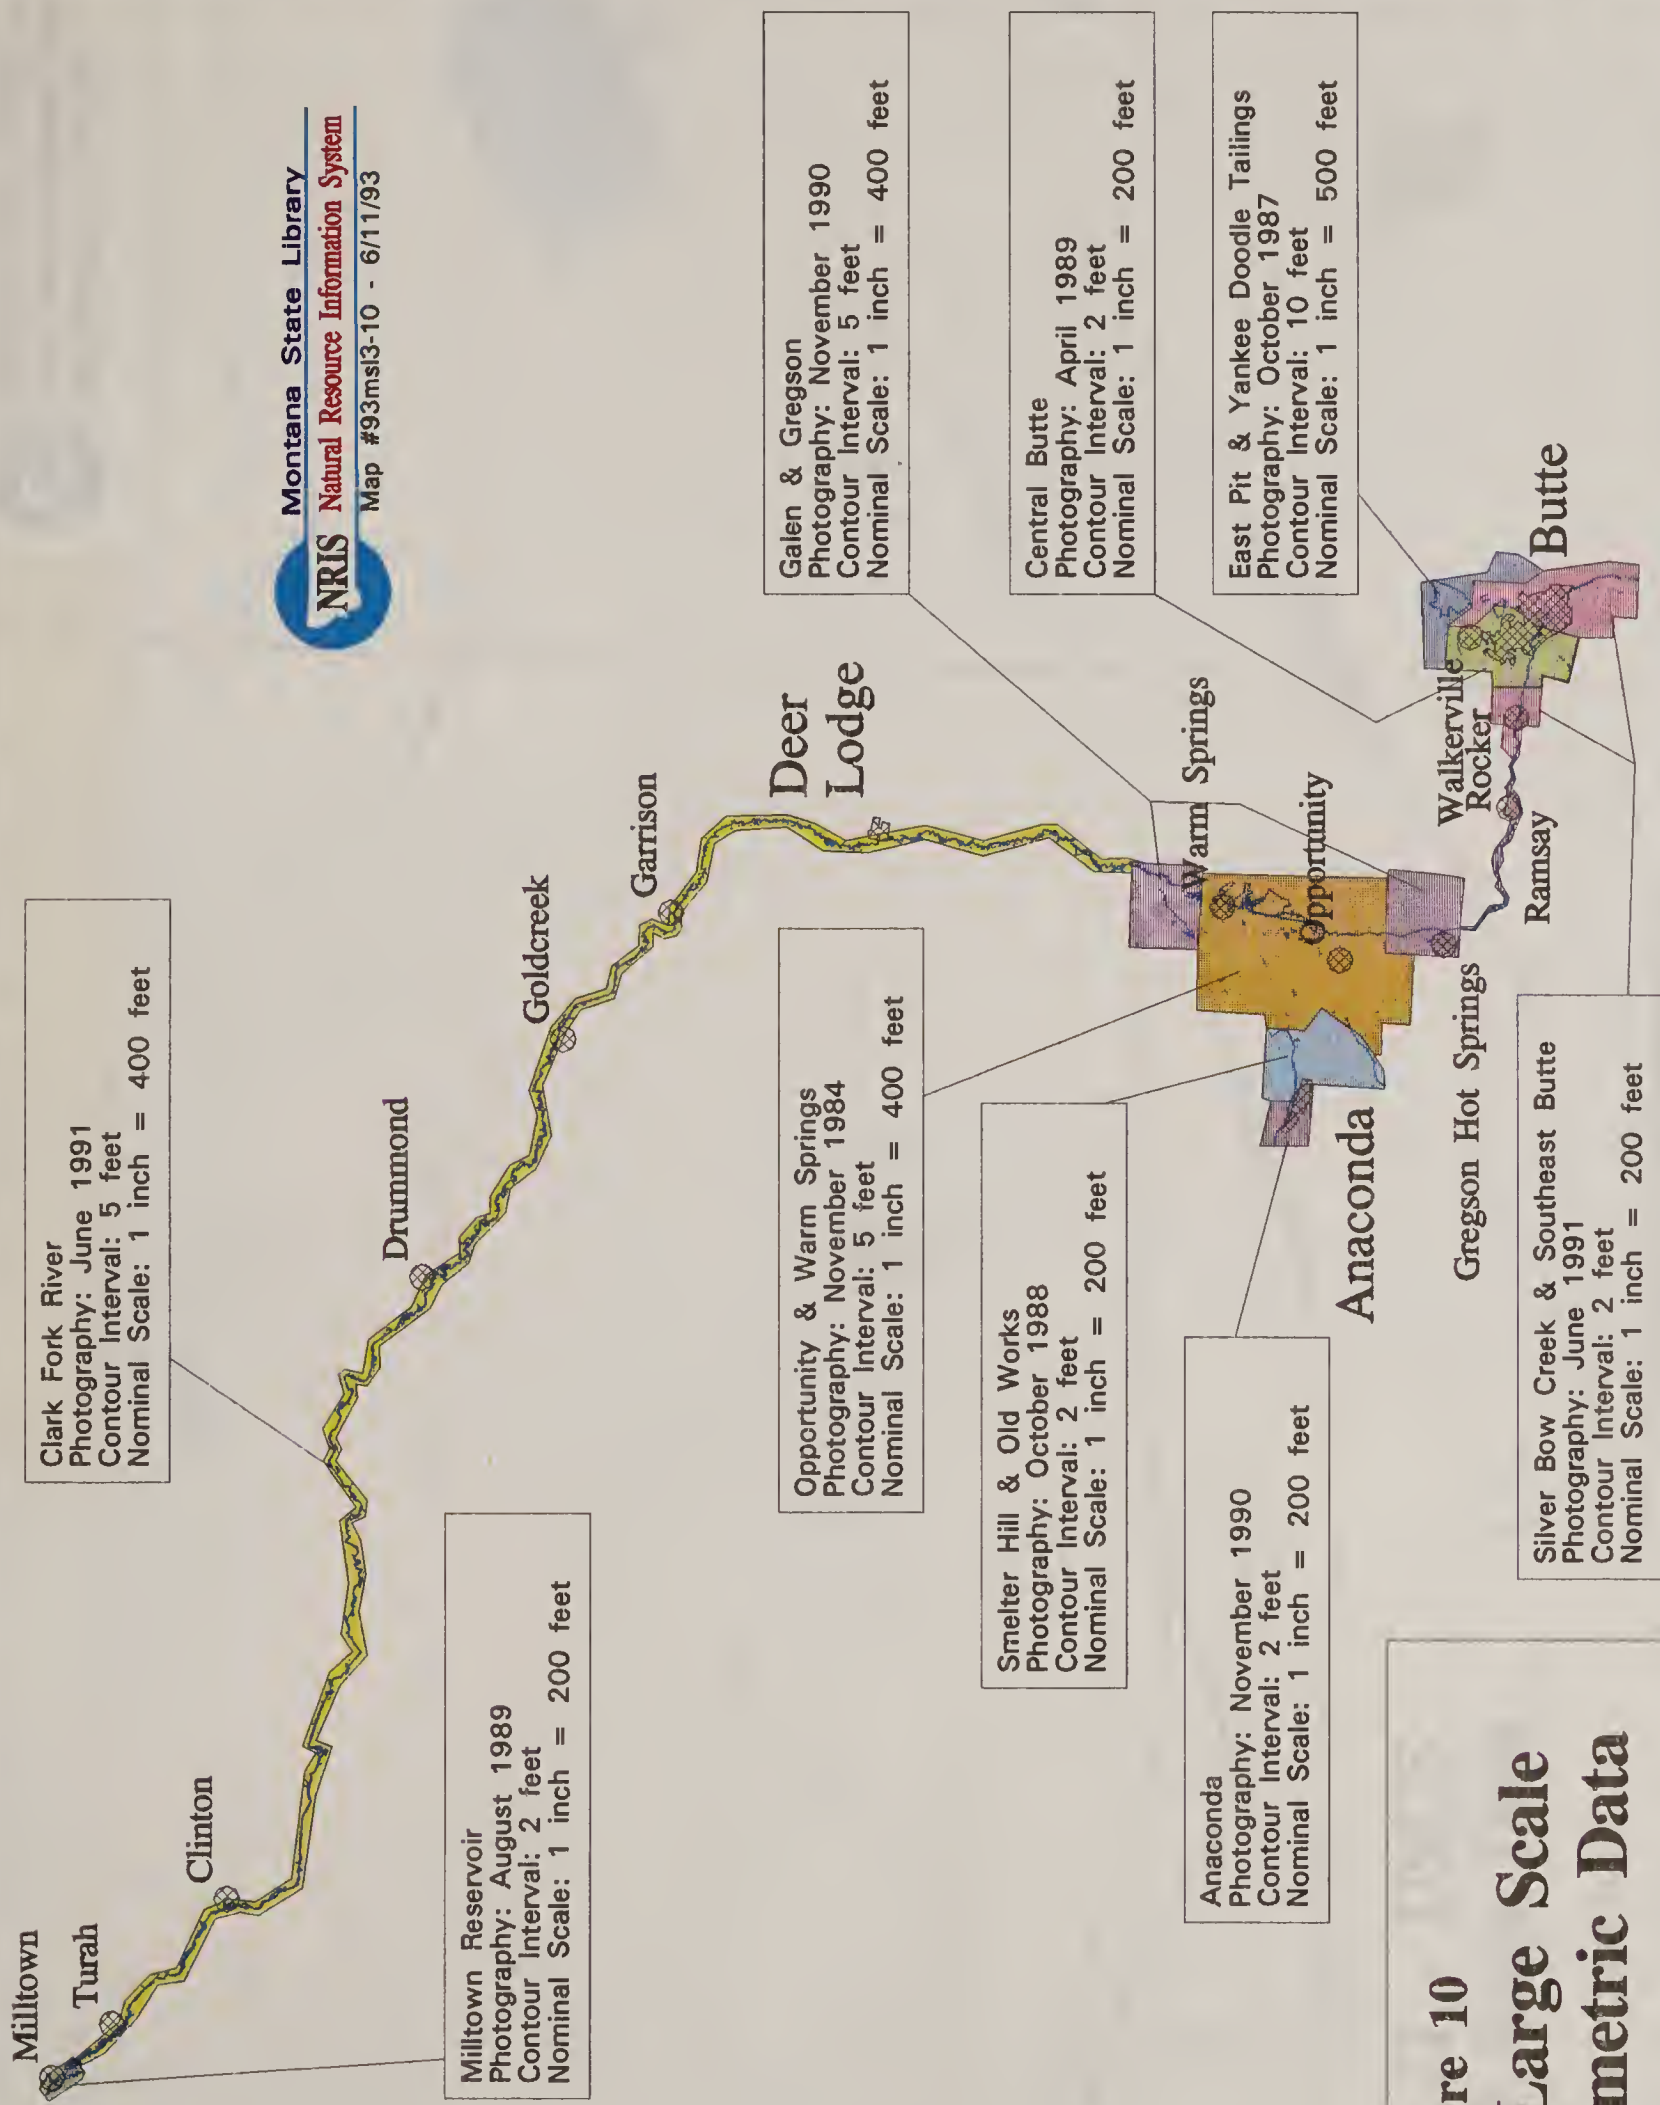 Montana State Library
NRIS Natural Resource Information System
Map #93msl3-10 - 6/11/93
Milltown
Turah
Clinton
Drummond
Goldcreek
Garrison
Deer
Lodge
Warm Springs
Opportunity
Anaconda
Gregson Hot Springs
Ramsay
Rocker
Walkerville
Butte
Clark Fork River
Photography: June 1991
Contour Interval: 5 feet
Nominal Scale: 1 inch = 400 feet
Milltown Reservoir
Photography: August 1989
Contour Interval: 2 feet
Nominal Scale: 1 inch = 200 feet
Galen & Gregson
Photography: November 1990
Contour Interval: 5 feet
Nominal Scale: 1 inch = 400 feet
Opportunity & Warm Springs
Photography: November 1984
Contour Interval: 5 feet
Nominal Scale: 1 inch = 400 feet
Central Butte
Photography: April 1989
Contour Interval: 2 feet
Nominal Scale: 1 inch = 200 feet
Smelter Hill & Old Works
Photography: October 1988
Contour Interval: 2 feet
Nominal Scale: 1 inch = 200 feet
East Pit & Yankee Doodle Tailings
Photography: October 1987
Contour Interval: 10 feet
Nominal Scale: 1 inch = 500 feet
Anaconda
Photography: November 1990
Contour Interval: 2 feet
Nominal Scale: 1 inch = 200 feet
Silver Bow Creek & Southeast Butte
Photography: June 1991
Contour Interval: 2 feet
Nominal Scale: 1 inch = 200 feet
re 10
Large Scale
metric Data